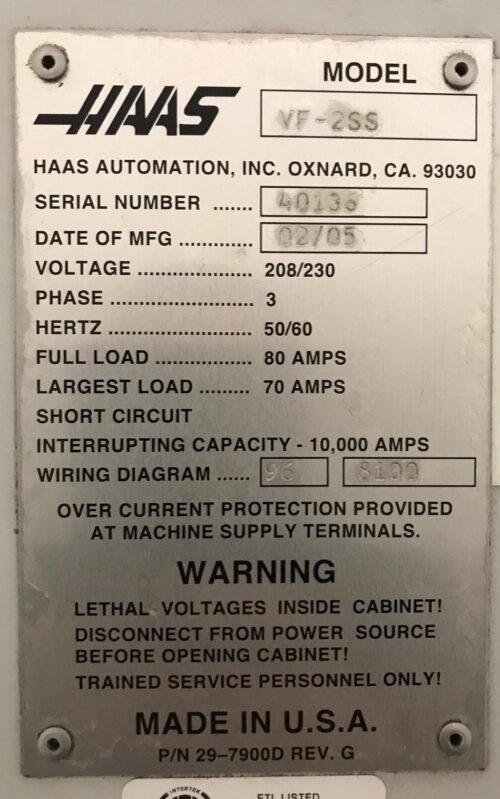 MODEL
HAAS VF-2SS
HAAS AUTOMATION, INC. OXNARD, CA. 93030
SERIAL NUMBER ....... 40136
DATE OF MFG ............. 02/05
VOLTAGE .................... 208/230
PHASE ......................... 3
HERTZ ......................... 50/60
FULL LOAD ................. 80 AMPS
LARGEST LOAD ......... 70 AMPS
SHORT CIRCUIT
INTERRUPTING CAPACITY - 10,000 AMPS
WIRING DIAGRAM ...... 96 8100
OVER CURRENT PROTECTION PROVIDED
AT MACHINE SUPPLY TERMINALS.
WARNING
LETHAL VOLTAGES INSIDE CABINET!
DISCONNECT FROM POWER SOURCE
BEFORE OPENING CABINET!
TRAINED SERVICE PERSONNEL ONLY!
MADE IN U.S.A.
P/N 29-7900D REV. G
INTERTEK
ETL LISTED